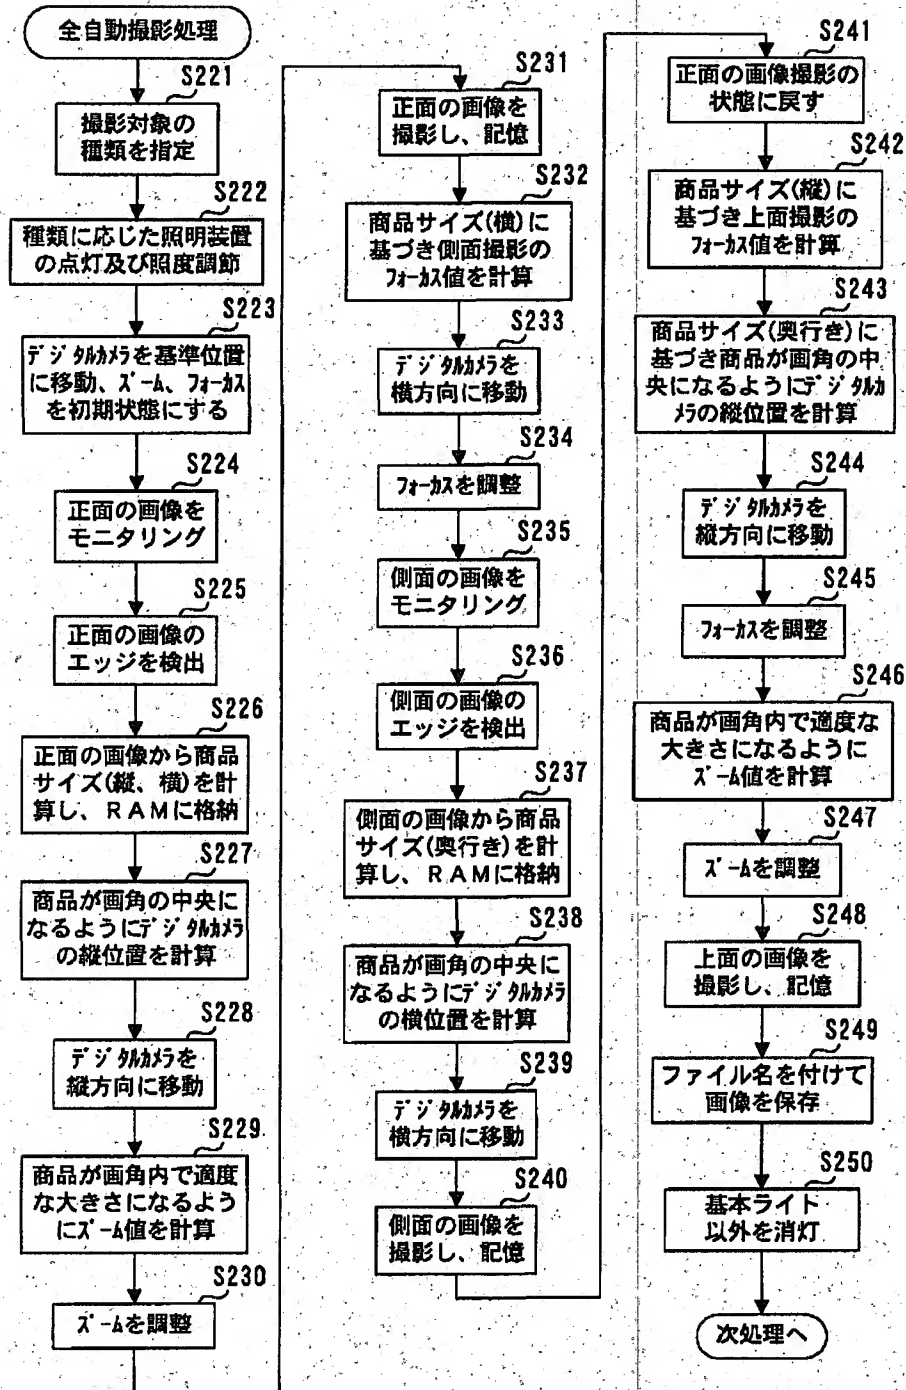 全自動撮影処理
S221
撮影対象の
種類を指定
S222
種類に応じた照明装置
の点灯及び照度調節
S223
デジタルカメラを基準位置
に移動、ズーム、フォーカス
を初期状態にする
S224
正面の画像を
モニタリング
S225
正面の画像の
エッジを検出
S226
正面の画像から商品
サイズ(縦、横)を計
算し、RAMに格納
S227
商品が画角の中央に
なるようにデジタルカメラ
の縦位置を計算
S228
デジタルカメラを
縦方向に移動
S229
商品が画角内で適度
な大きさになるよう
にズーム値を計算
S230
ズームを調整
S231
正面の画像を
撮影し、記憶
S232
商品サイズ(横)に
基づき側面撮影の
フォーカス値を計算
S233
デジタルカメラを
横方向に移動
S234
フォーカスを調整
S235
側面の画像を
モニタリング
S236
側面の画像の
エッジを検出
S237
側面の画像から商品
サイズ(奥行き)を計
算し、RAMに格納
S238
商品が画角の中央に
なるようにデジタルカメラ
の横位置を計算
S239
デジタルカメラを
横方向に移動
S240
側面の画像を
撮影し、記憶
S241
正面の画像撮影の
状態に戻す
S242
商品サイズ(縦)に
基づき上面撮影の
フォーカス値を計算
S243
商品サイズ(奥行き)に
基づき商品が画角の中
央になるようにデジタルカ
メラの縦位置を計算
S244
デジタルカメラを
縦方向に移動
S245
フォーカスを調整
S246
商品が画角内で適度な
大きさになるように
ズーム値を計算
S247
ズームを調整
S248
上面の画像を
撮影し、記憶
S249
ファイル名を付けて
画像を保存
S250
基本ライト
以外を消灯
次処理へ